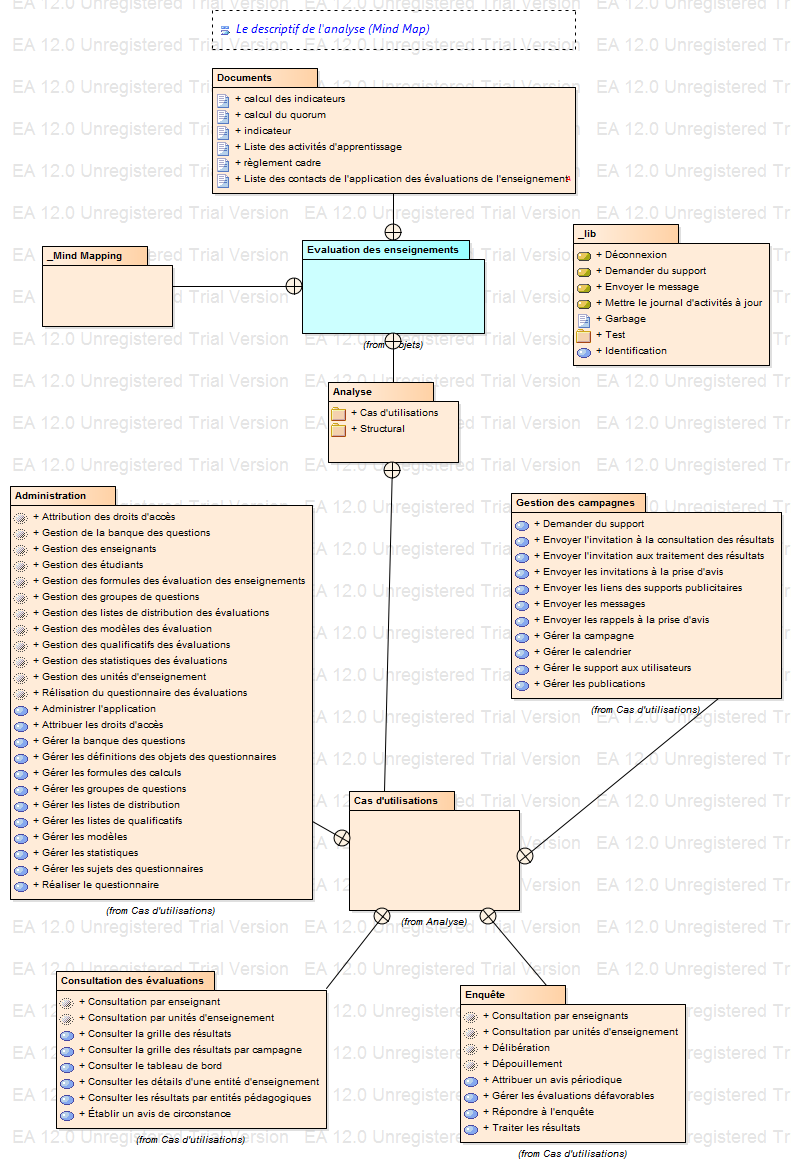 Le descriptif de l'analyse (Mind Map)
Documents
+ calcul des indicateurs
+ calcul du quorum
+ indicateur
+ Liste des activités d'apprentissage
+ règlement cadre
+ Liste des contacts de l'application des évaluations de l'enseignement
_Mind Mapping
Evaluation des enseignements
_lib
+ Déconnexion
+ Demander du support
+ Envoyer le message
+ Mettre le journal d'activités à jour
+ Garbage
+ Test
+ Identification
Analyse
+ Cas d'utilisations
+ Structural
Administration
+ Attribution des droits d'accès
+ Gestion de la banque des questions
+ Gestion des enseignants
+ Gestion des étudiants
+ Gestion des formules des évaluation des enseignements
+ Gestion des groupes de questions
+ Gestion des listes de distribution des évaluations
+ Gestion des modèles des évaluation
+ Gestion des qualificatifs des évaluations
+ Gestion des statistiques des évaluations
+ Gestion des unités d'enseignement
+ Rélisation du questionnaire des évaluations
+ Administrer l'application
+ Attribuer les droits d'accès
+ Gérer la banque des questions
+ Gérer les définitions des objets des questionnaires
+ Gérer les formules des calculs
+ Gérer les groupes de questions
+ Gérer les listes de distribution
+ Gérer les listes de qualificatifs
+ Gérer les modèles
+ Gérer les statistiques
+ Gérer les sujets des questionnaires
+ Réaliser le questionnaire
(from Cas d'utilisations)
Gestion des campagnes
+ Demander du support
+ Envoyer l'invitation à la consultation des résultats
+ Envoyer l'invitation aux traitement des résultats
+ Envoyer les invitations à la prise d'avis
+ Envoyer les liens des supports publicitaires
+ Envoyer les messages
+ Envoyer les rappels à la prise d'avis
+ Gérer la campagne
+ Gérer le calendrier
+ Gérer le support aux utilisateurs
+ Gérer les publications
(from Cas d'utilisations)
Cas d'utilisations
(from Analyse)
Consultation des évaluations
+ Consultation par enseignant
+ Consultation par unités d'enseignement
+ Consulter la grille des résultats
+ Consulter la grille des résultats par campagne
+ Consulter le tableau de bord
+ Consulter les détails d'une entité d'enseignement
+ Consulter les résultats par entités pédagogiques
+ Établir un avis de circonstance
(from Cas d'utilisations)
Enquête
+ Consultation par enseignants
+ Consultation par unités d'enseignement
+ Délibération
+ Dépouillement
+ Attribuer un avis périodique
+ Gérer les évaluations défavorables
+ Répondre à l'enquête
+ Traiter les résultats
(from Cas d'utilisations)
EA 12.0 Unregistered Trial Version